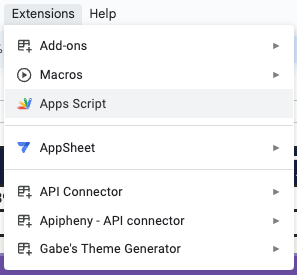 Extensions Help
Add-ons
Macros
Apps Script
AppSheet
API Connector
Apipheny - API connector
Gabe's Theme Generator